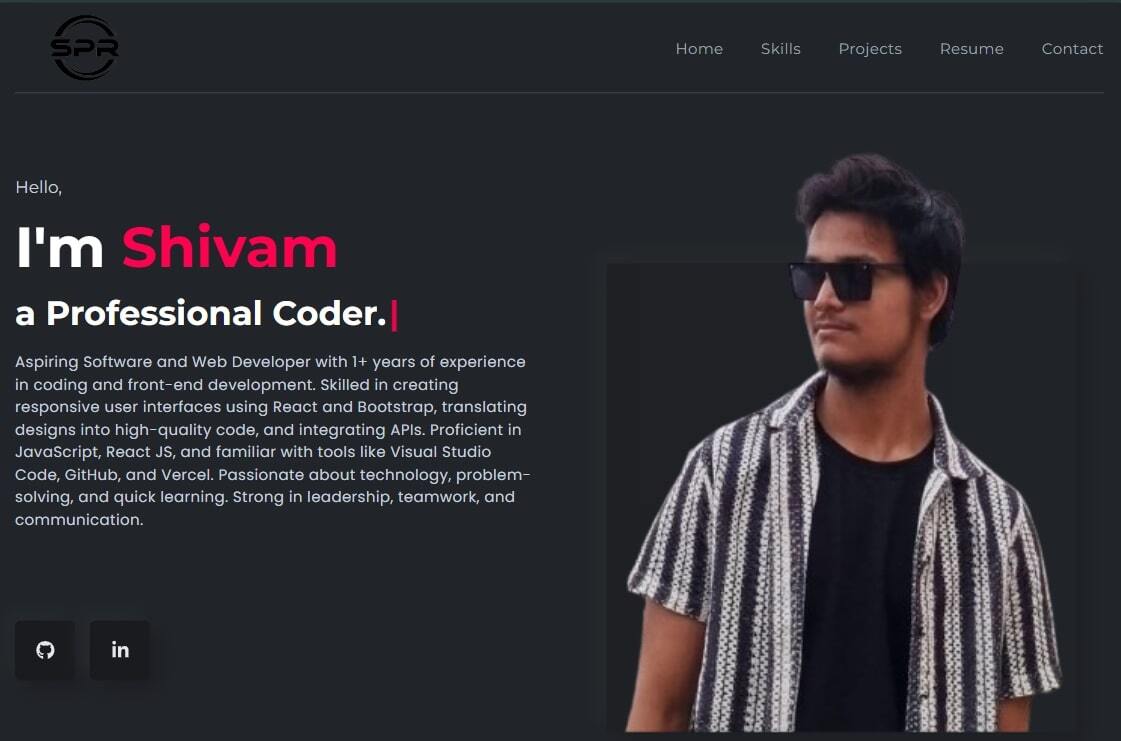 SPR
Home Skills Projects Resume Contact
Hello,
I'm Shivam
a Professional Coder.|
Aspiring Software and Web Developer with 1+ years of experience
in coding and front-end development. Skilled in creating
responsive user interfaces using React and Bootstrap, translating
designs into high-quality code, and integrating APIs. Proficient in
JavaScript, React JS, and familiar with tools like Visual Studio
Code, GitHub, and Vercel. Passionate about technology, problem-
solving, and quick learning. Strong in leadership, teamwork, and
communication.
in